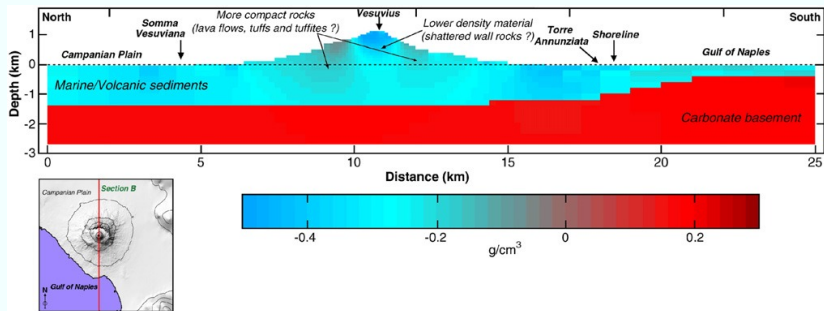 North
South
More compact rocks
(lava flows, tuffs and tuffites ?)
Vesuvius
Lower density material
(shattered wall rocks ?)
Somma
Vesuviana
Torre
Annunziata
Shoreline
Campanian Plain
Gulf of Naples
Marine/Volcanic sediments
Carbonate basement
Depth (km)
1
0
-1
-2
-3
0
5
10
15
20
25
Distance (km)
Campanian Plain
Section B
Gulf of Naples
N
-0.4
-0.2
0
0.2
g/cm³